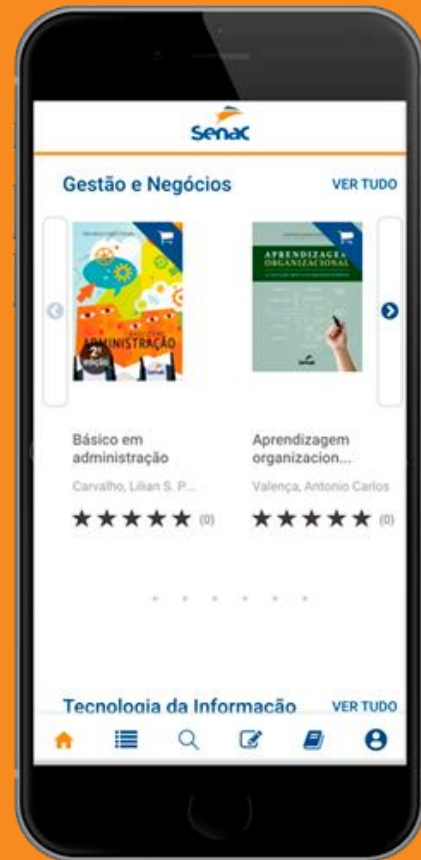 senac
Gestão e Negócios
VER TUDO
ADMINISTRAÇÃO
2ª
edição
APRENDIZAGEM
ORGANIZACIONAL
senac
Básico em
administração
Carvalho, Lilian S. P...
(0)
Aprendizagem
organizacion...
Valença, Antonio Carlos
(0)
Tecnologia da Informação
VER TUDO